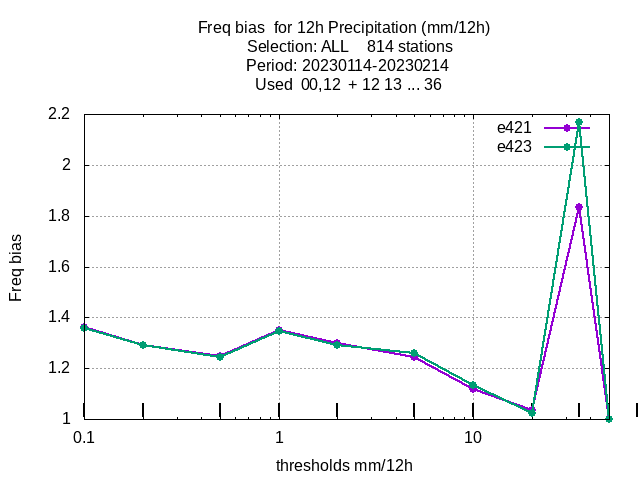 Freq bias  for 12h Precipitation (mm/12h)
Selection: ALL    814 stations
Period: 20230114-20230214
Used  00,12  + 12 13 ... 36
2.2
2
1.8
1.6
1.4
1.2
1
Freq bias
e421
e423
0.1
1
10
thresholds mm/12h